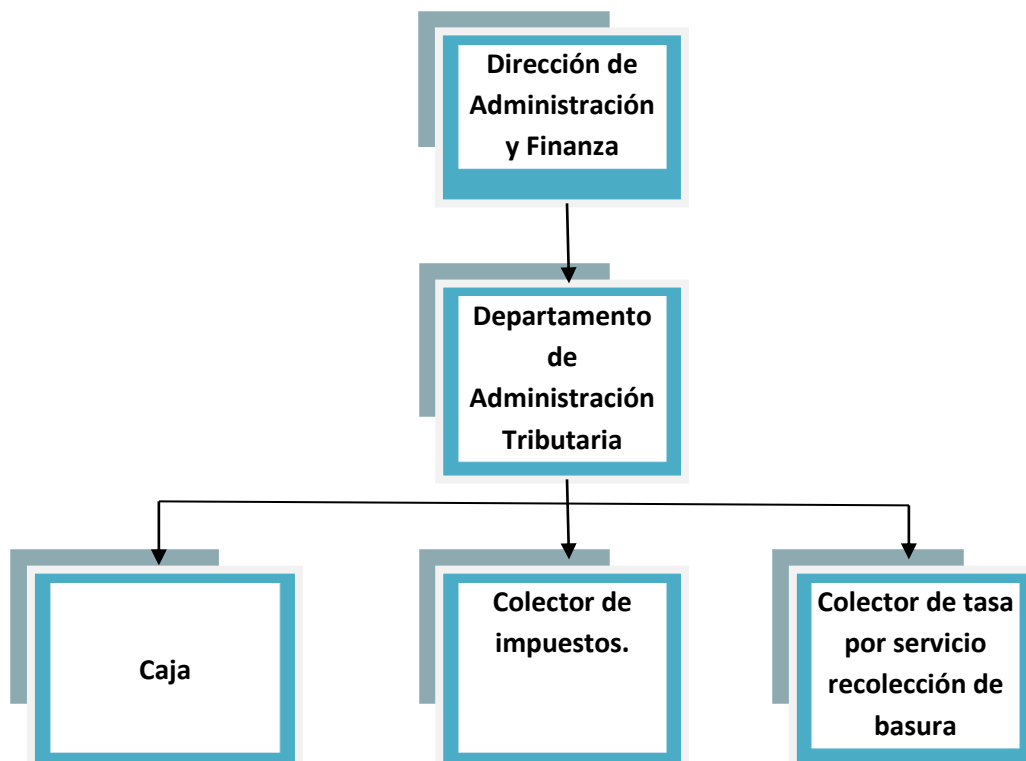 Dirección de
Administración
y Finanza
Departamento
de
Administración
Tributaria
Caja
Colector de
impuestos.
Colector de tasa
por servicio
recolección de
basura